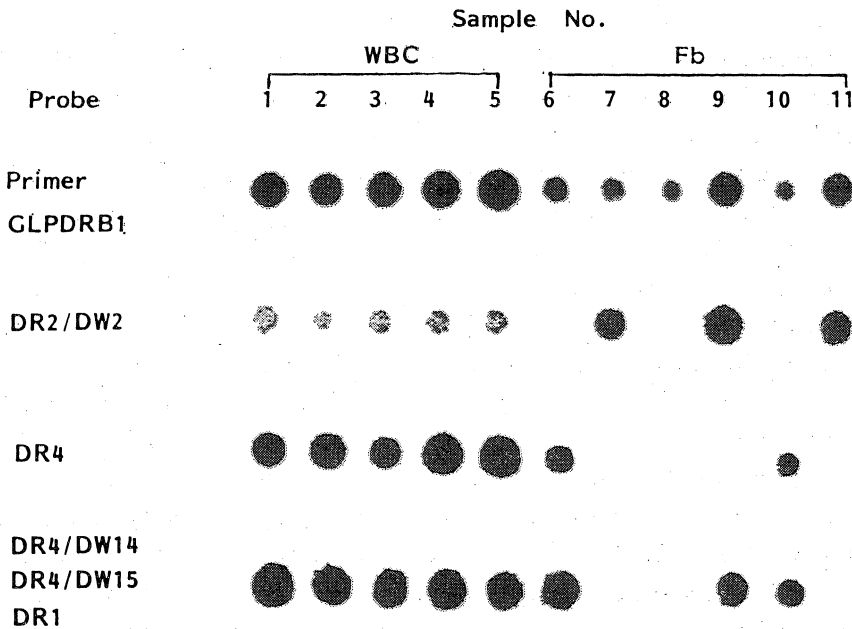 Sample No.
WBC Fb
Probe 1 2 3 4 5 6 7 8 9 10 11
Primer
GLPDRB1
DR2/DW2
DR4
DR4/DW14
DR4/DW15
DR1